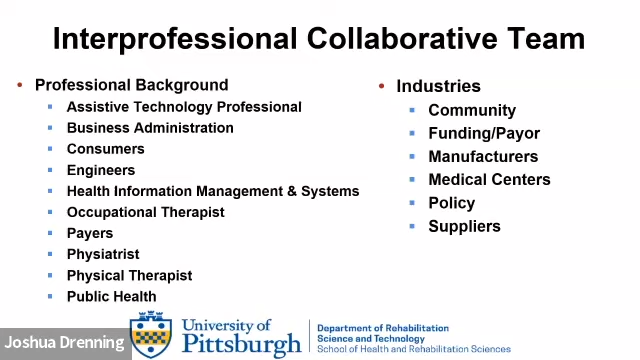 Interprofessional Collaborative Team
• Professional Background
▪ Assistive Technology Professional
▪ Business Administration
▪ Consumers
▪ Engineers
▪ Health Information Management & Systems
▪ Occupational Therapist
▪ Payers
▪ Physiatrist
▪ Physical Therapist
▪ Public Health
• Industries
▪ Community
▪ Funding/Payor
▪ Manufacturers
▪ Medical Centers
▪ Policy
▪ Suppliers
Joshua Drenning
University of
Pittsburgh
Department of Rehabilitation
Science and Technology
School of Health and Rehabilitation Sciences